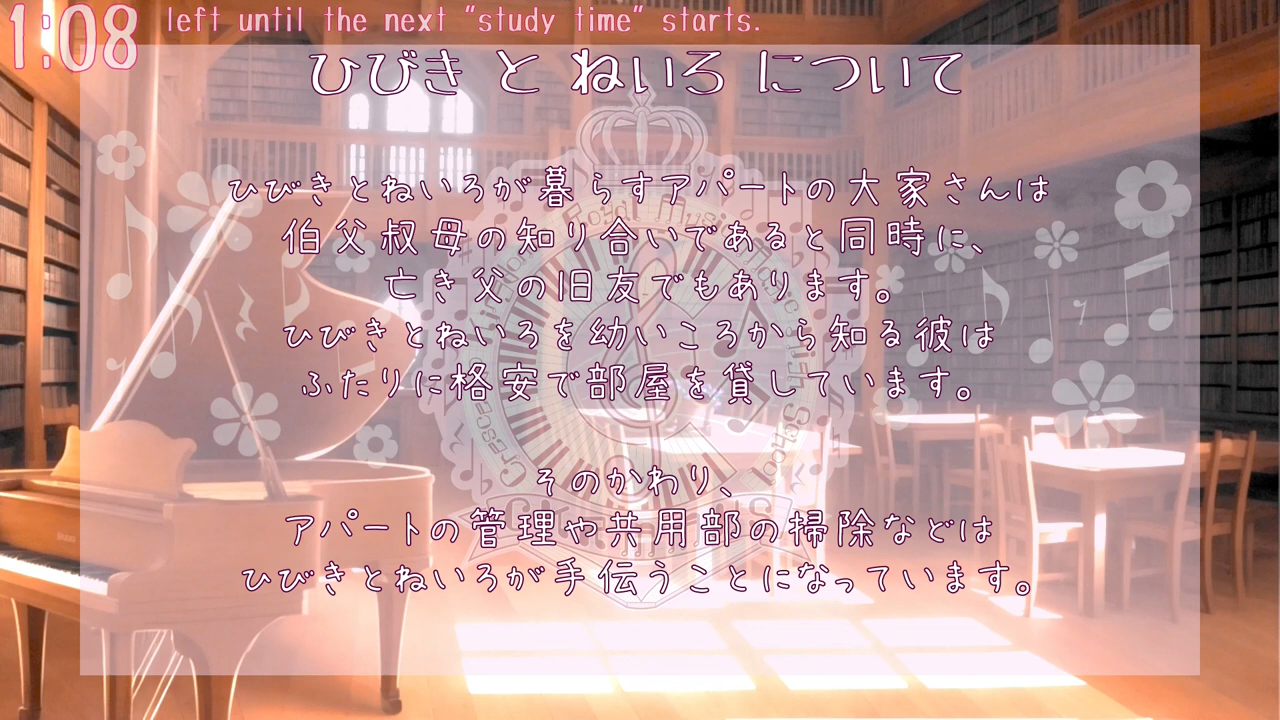 1:08 left until the next "study time" starts.
ひびき と ねいろ について
ひびきとねいろが暮らすアパートの大家さんは
伯父叔母の知り合いであると同時に、
亡き父の旧友でもあります。
ひびきとねいろを幼いころから知る彼は
ふたりに格安で部屋を貸しています。
そのかわり、
アパートの管理や共用部の掃除などは
ひびきとねいろが手伝うことになっています。